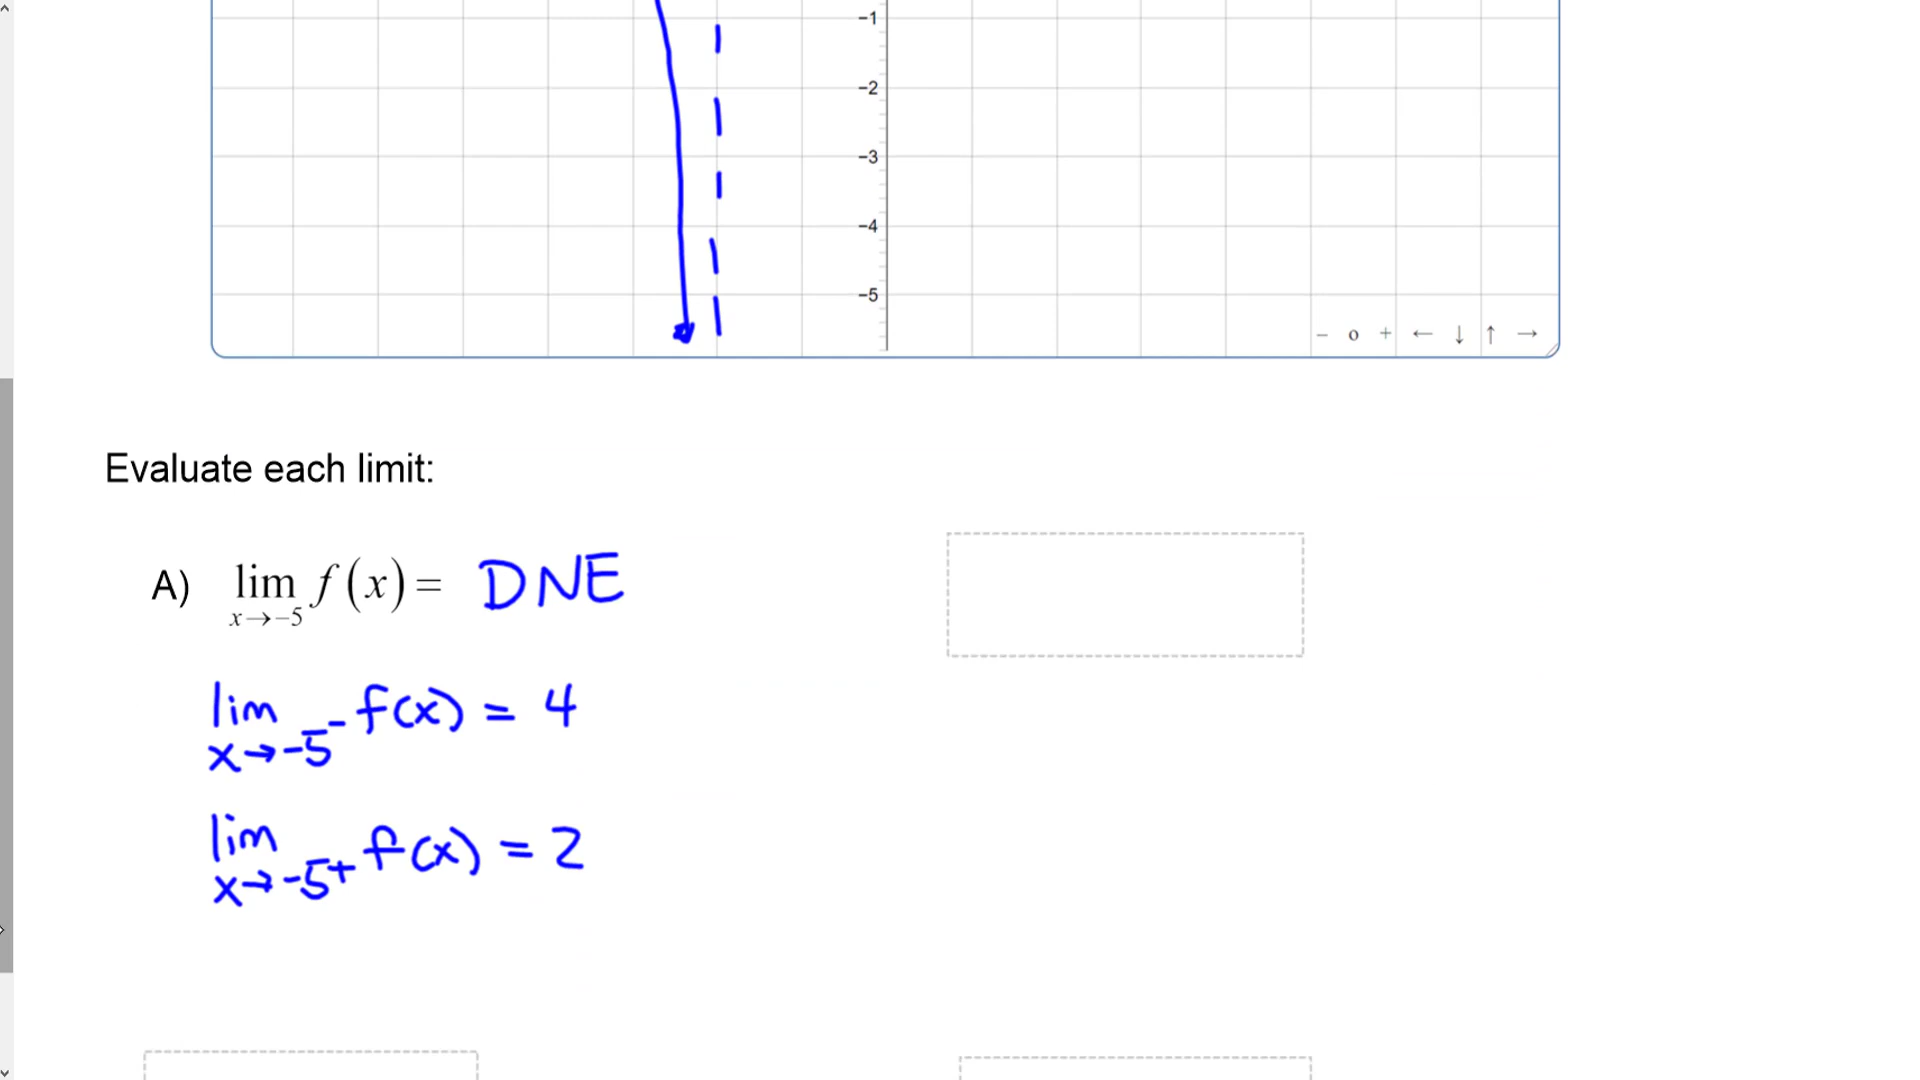 −1
−2
−3
−4
−5
− o + ← ↓ ↑ →
Evaluate each limit:
A) lim f(x) = DNE
x→−5
lim f(x) = 4
x→-5⁻
lim f(x) = 2
x→-5⁺